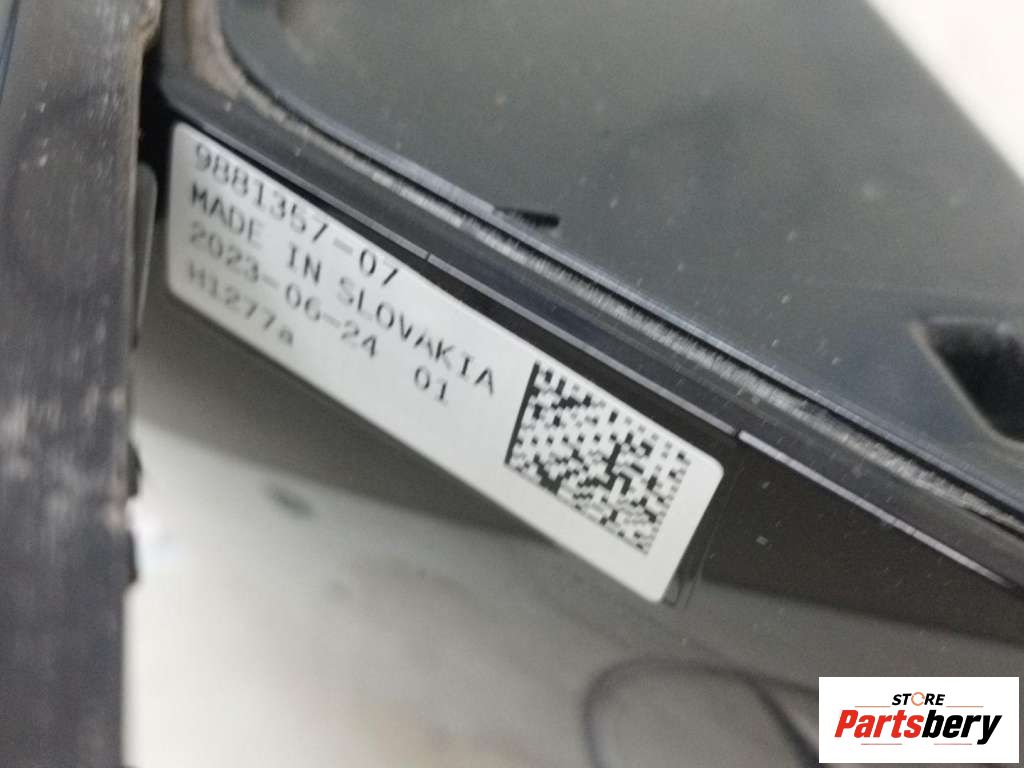 9881357-07
MADE IN SLOVAKIA
2023-06-24 01
H1277a
STORE
Partsbery